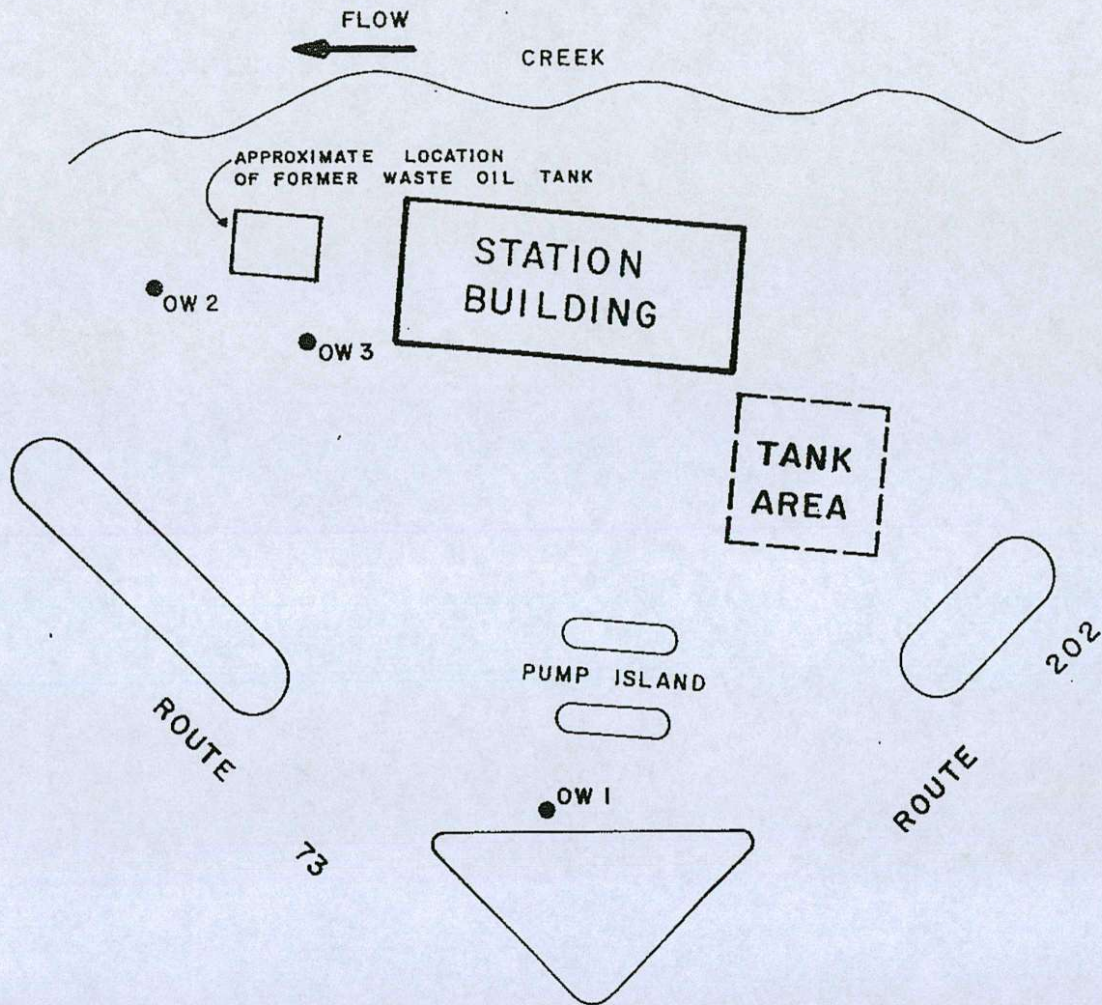 FLOW
CREEK
APPROXIMATE LOCATION
OF FORMER WASTE OIL TANK
STATION
BUILDING
OW 2
OW 3
TANK
AREA
PUMP ISLAND
ROUTE
73
ROUTE
202
OW 1